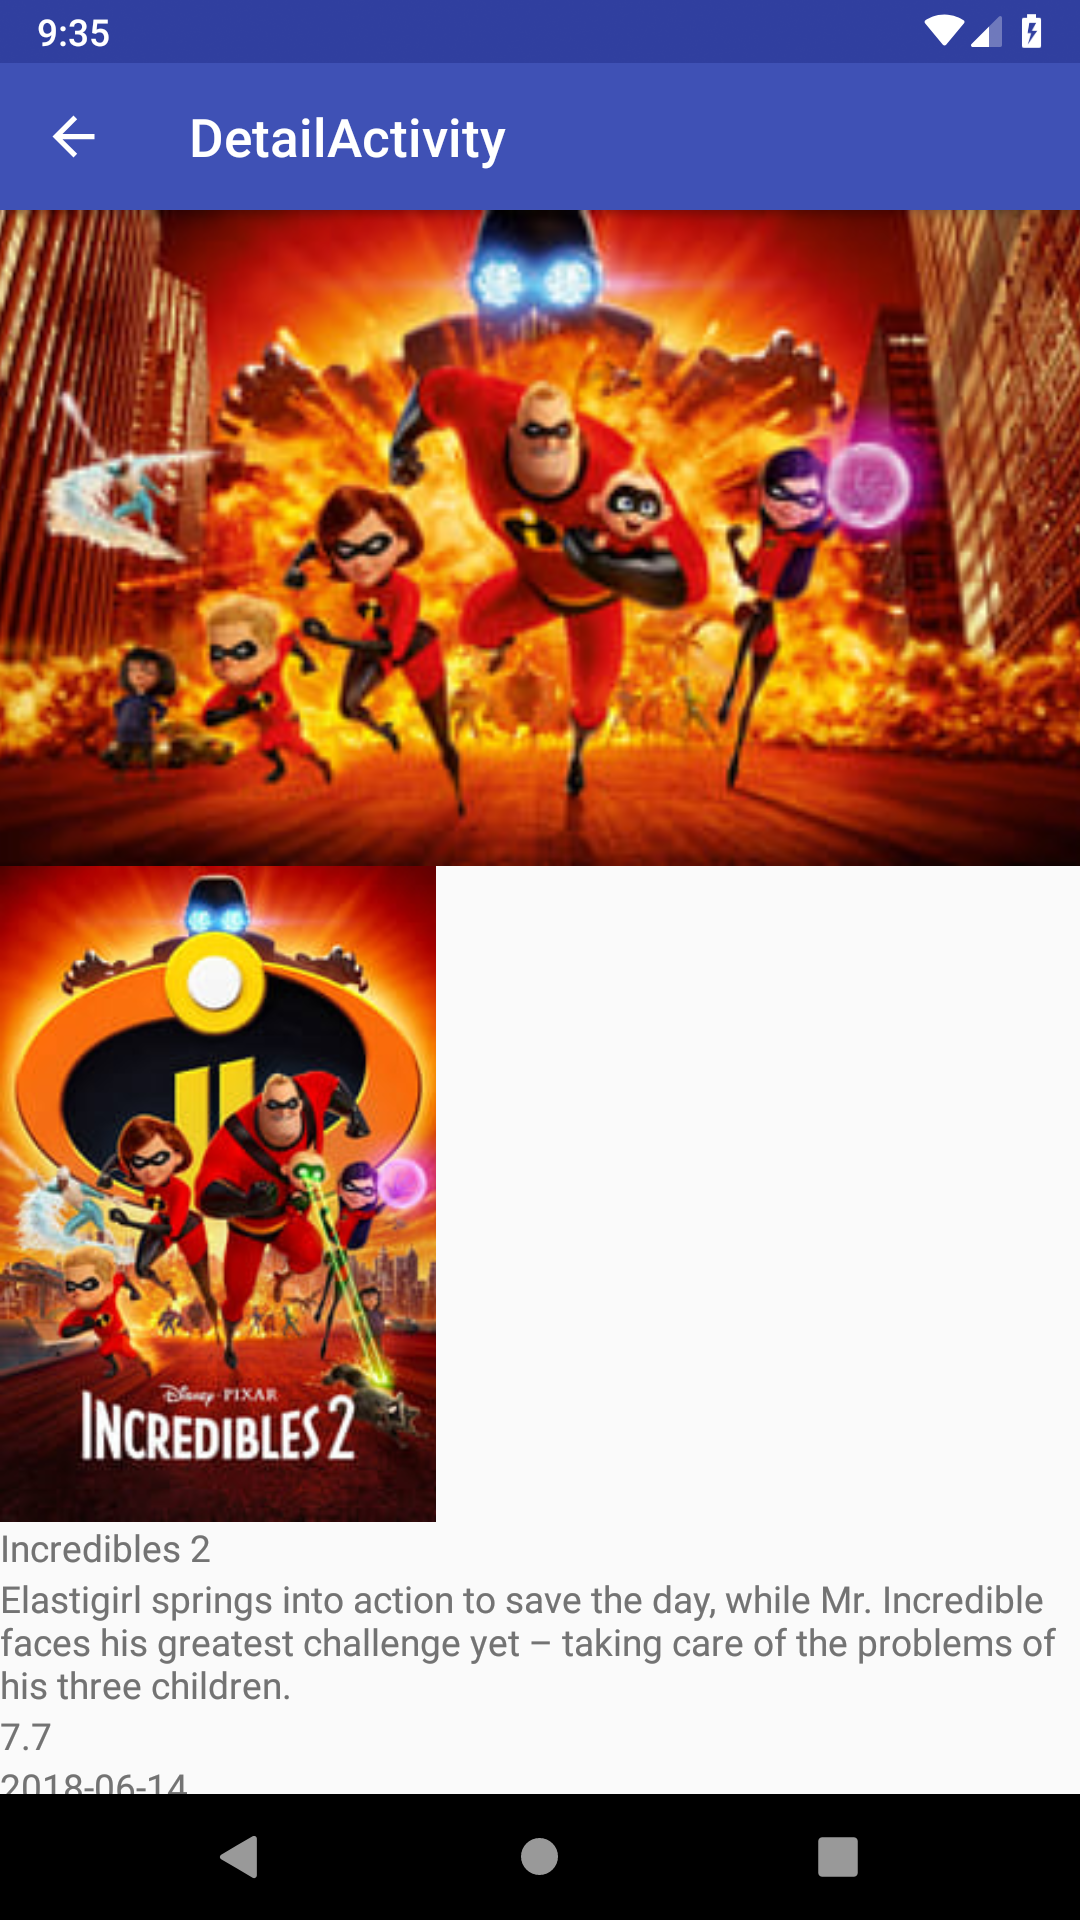 9:35
DetailActivity
Disney · PIXAR
INCREDIBLES 2
Incredibles 2
Elastigirl springs into action to save the day, while Mr. Incredible
faces his greatest challenge yet – taking care of the problems of
his three children.
7.7
2018-06-14